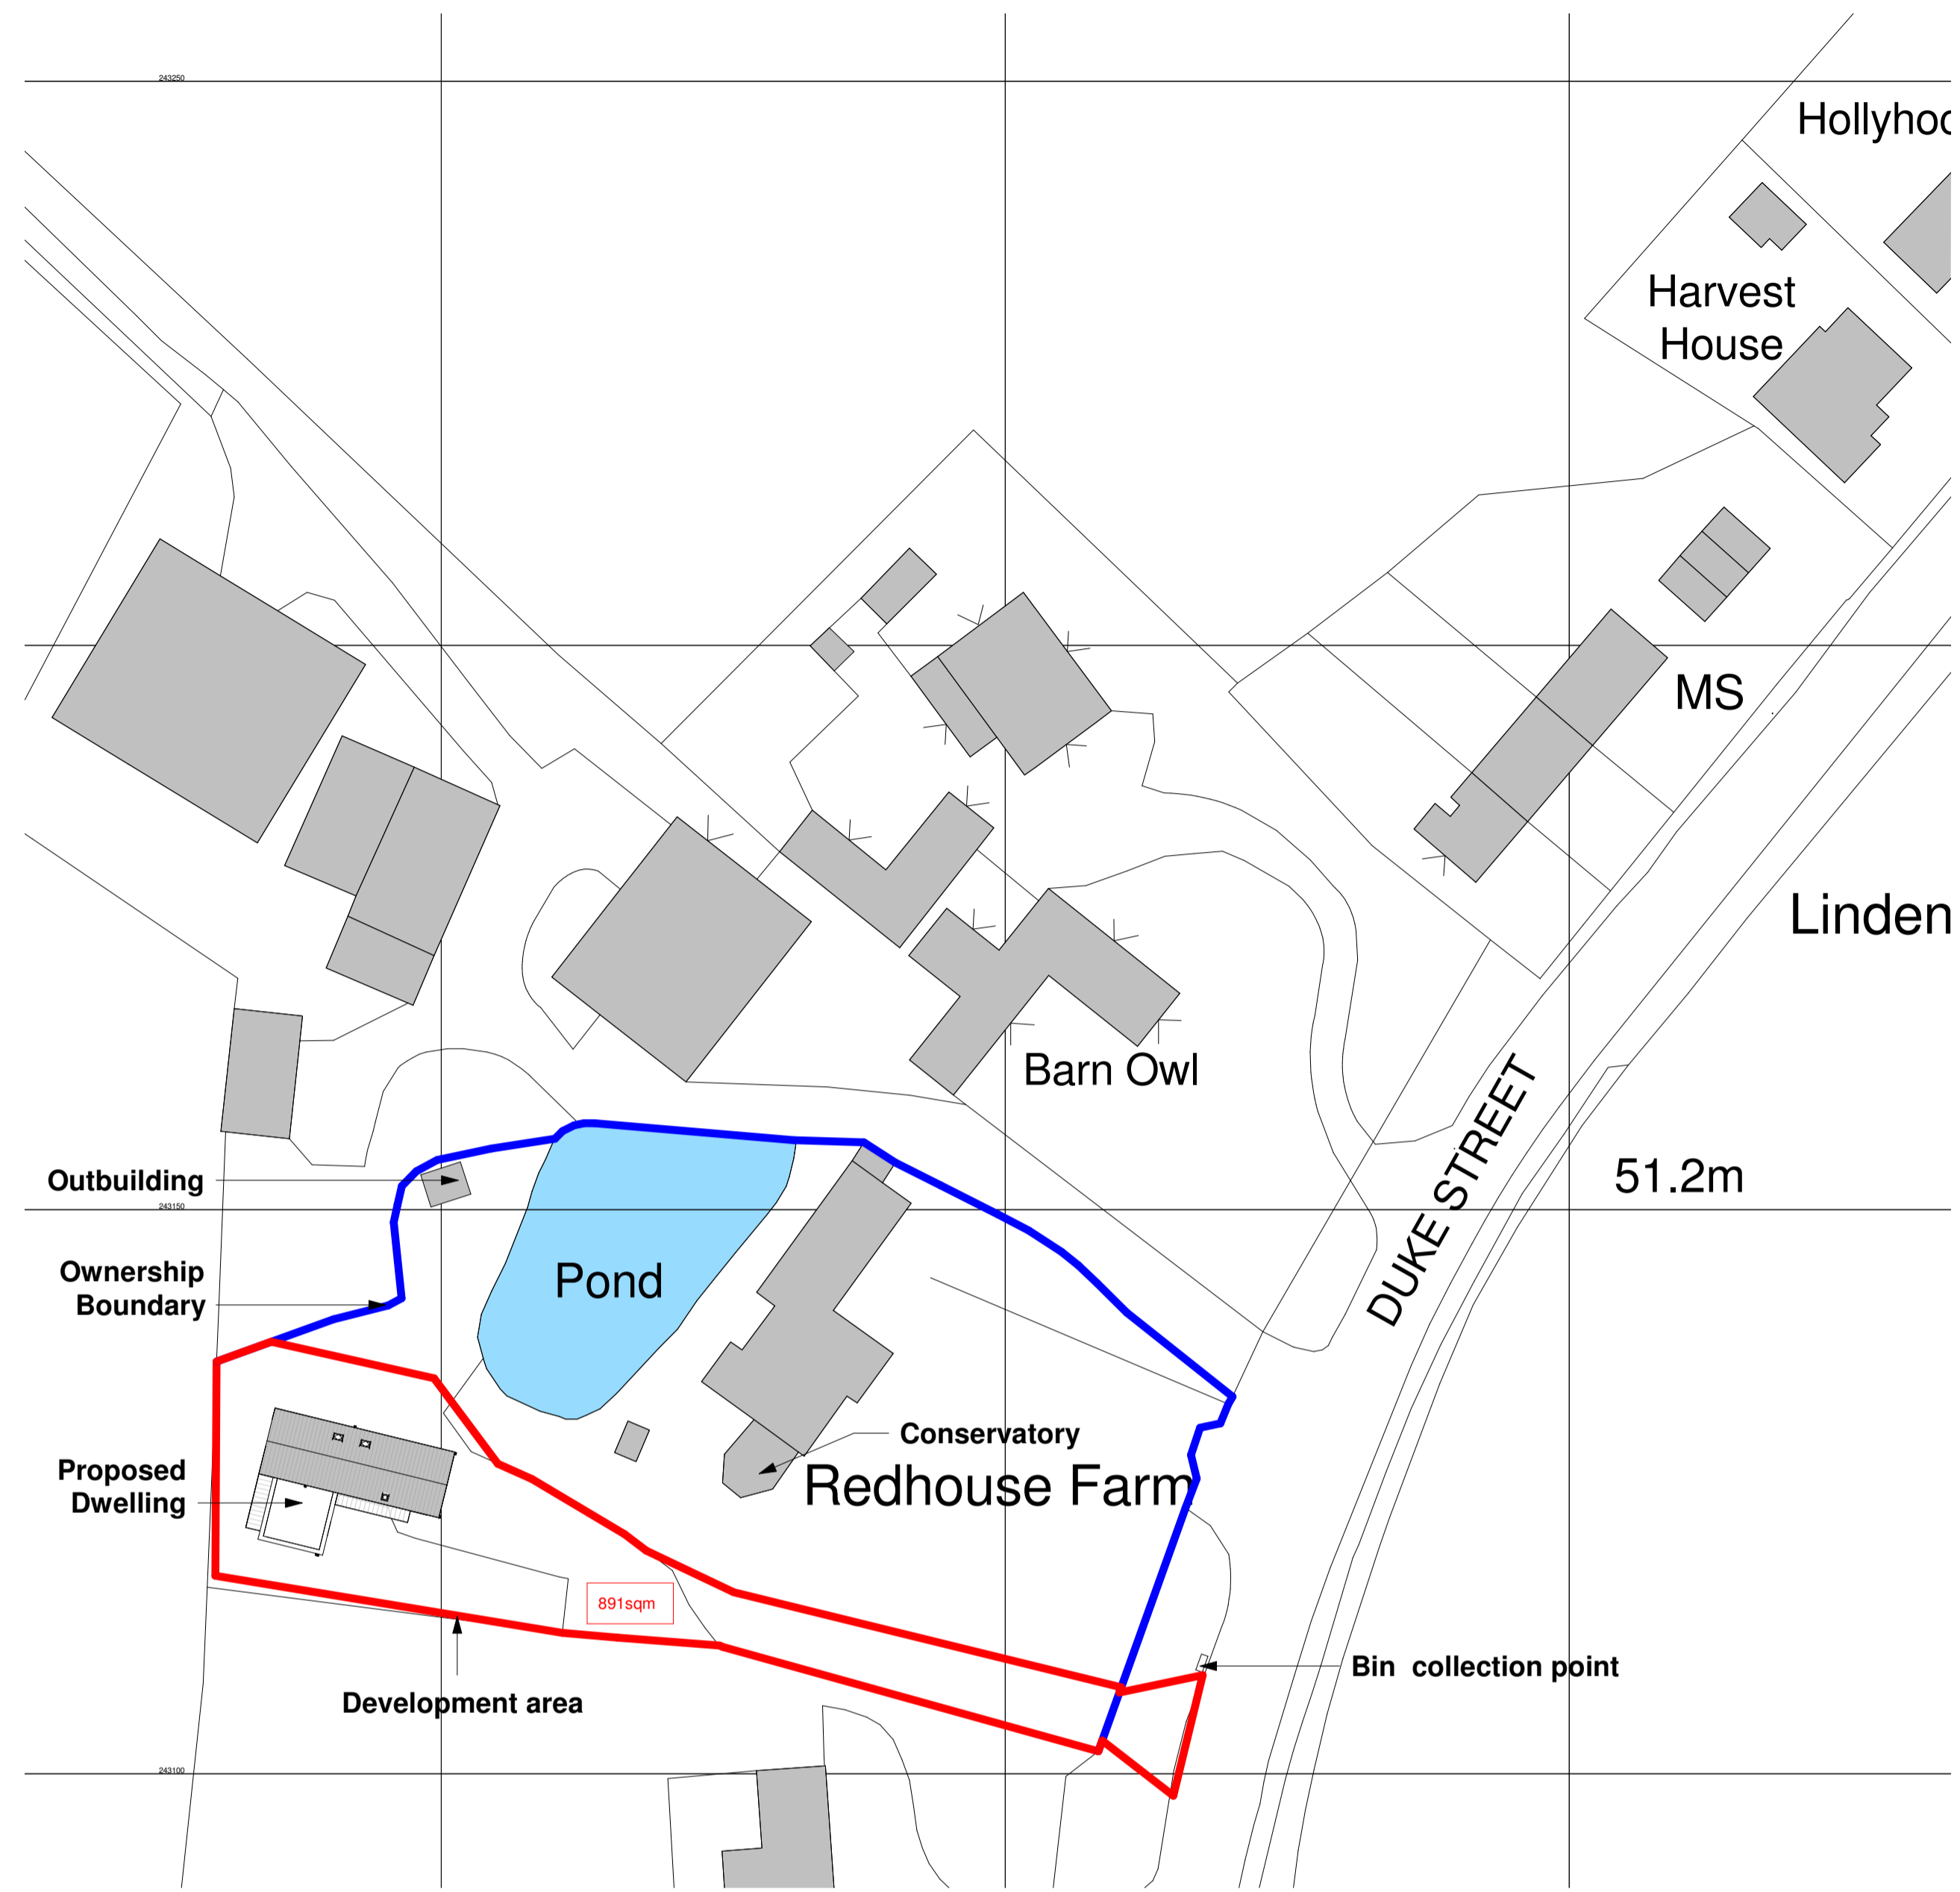 243250
Hollyhoc
Harvest
House
MS
Linden
Barn Owl
DUKE STREET
51.2m
Outbuilding
243150
Ownership
Boundary
Pond
Conservatory
Redhouse Farm
Proposed
Dwelling
891sqm
Bin collection point
Development area
243100